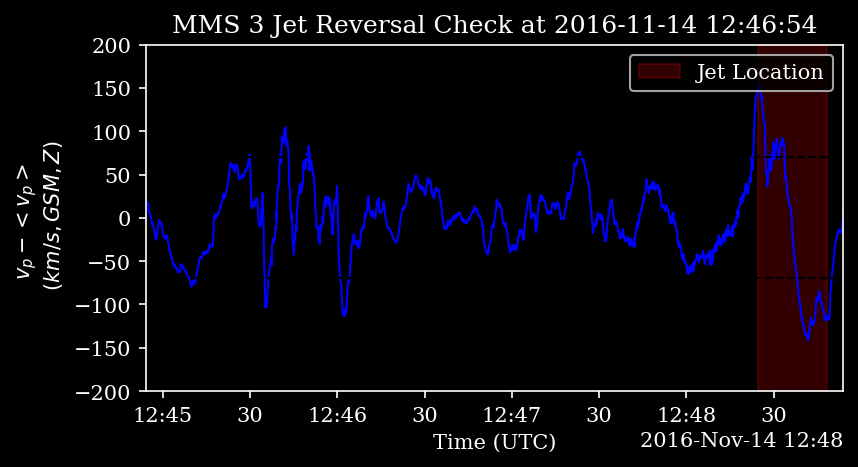 MMS 3 Jet Reversal Check at 2016-11-14 12:46:54
200
150
100
50
0
−50
−100
−150
−200
v_p − <v_p>
(km/s, GSM, Z)
Jet Location
12:45 30 12:46 30 12:47 30 12:48 30
Time (UTC)
2016-Nov-14 12:48